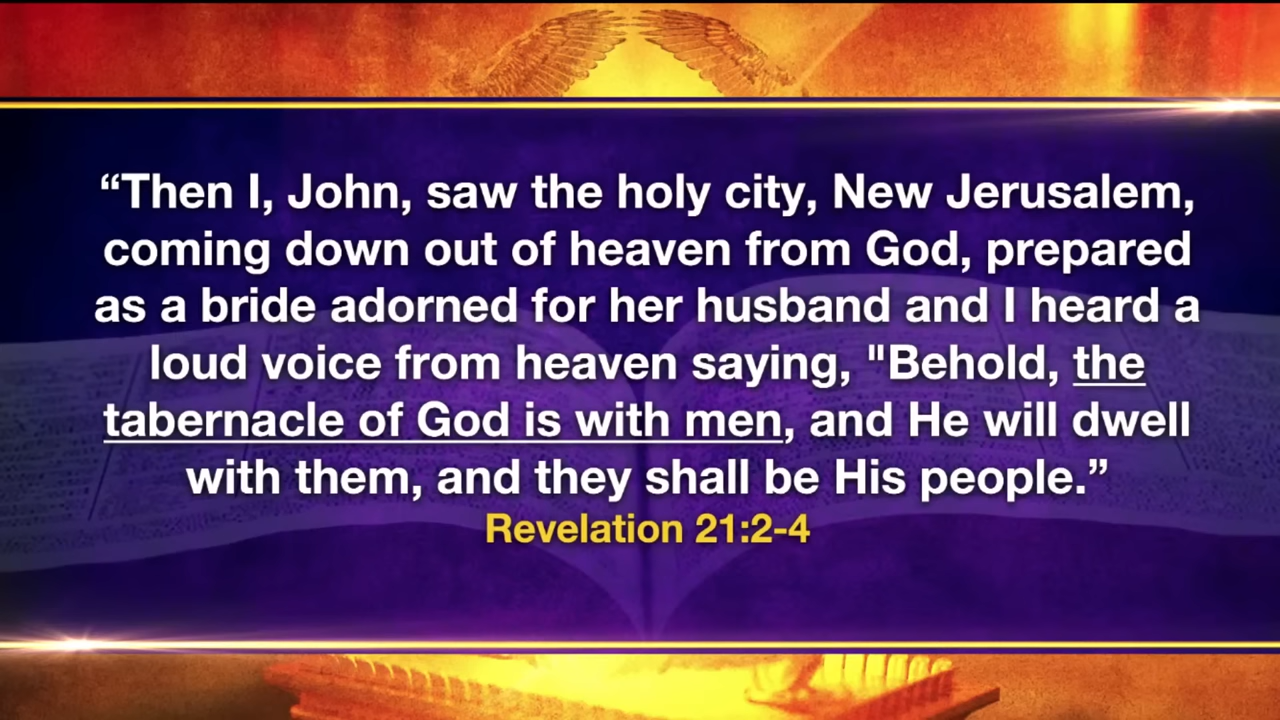 “Then I, John, saw the holy city, New Jerusalem,
coming down out of heaven from God, prepared
as a bride adorned for her husband and I heard a
loud voice from heaven saying, "Behold, the
tabernacle of God is with men, and He will dwell
with them, and they shall be His people.”
Revelation 21:2-4